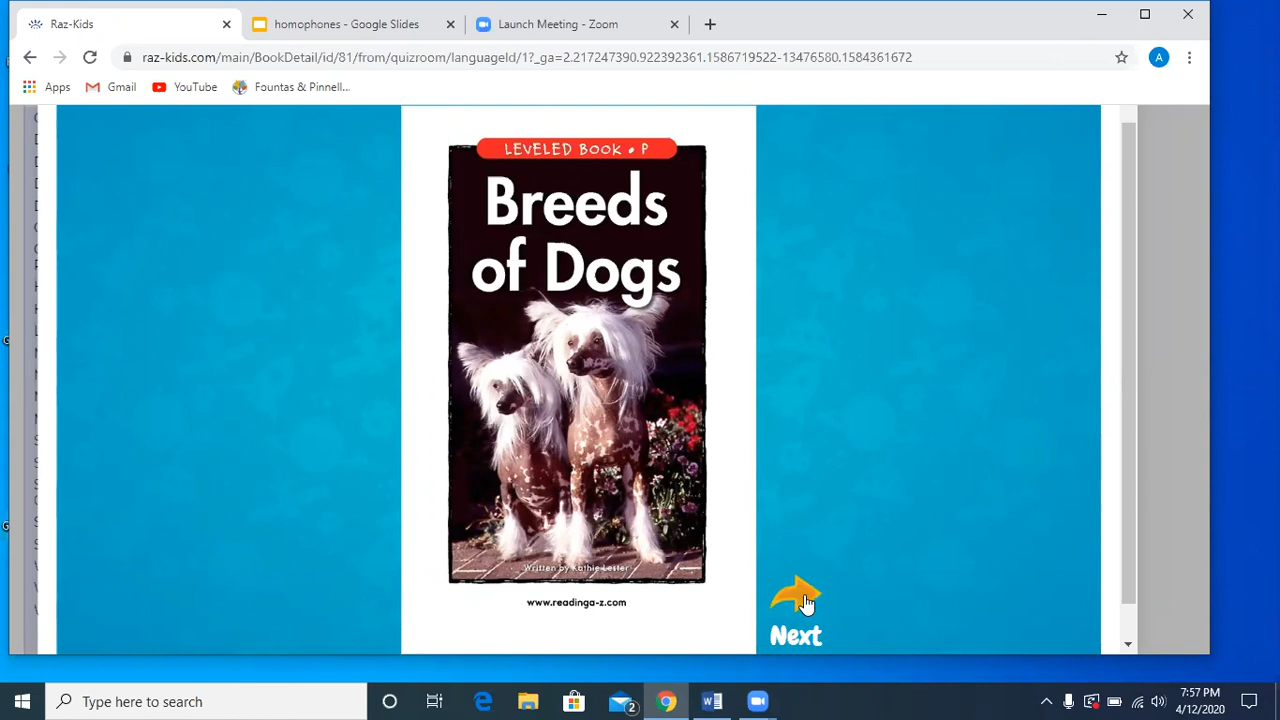 Raz-Kids
homophones - Google Slides
Launch Meeting - Zoom
raz-kids.com/main/BookDetail/id/81/from/quizroom/languageId/1?_ga=2.217247390.922392361.1586719522-13476580.1584361672
A
Apps
Gmail
YouTube
Fountas & Pinnell...
LEVELED BOOK • P
Breeds
of Dogs
Written by Kathie Lester
www.readinga-z.com
Next
Type here to search
2
7:57 PM
4/12/2020